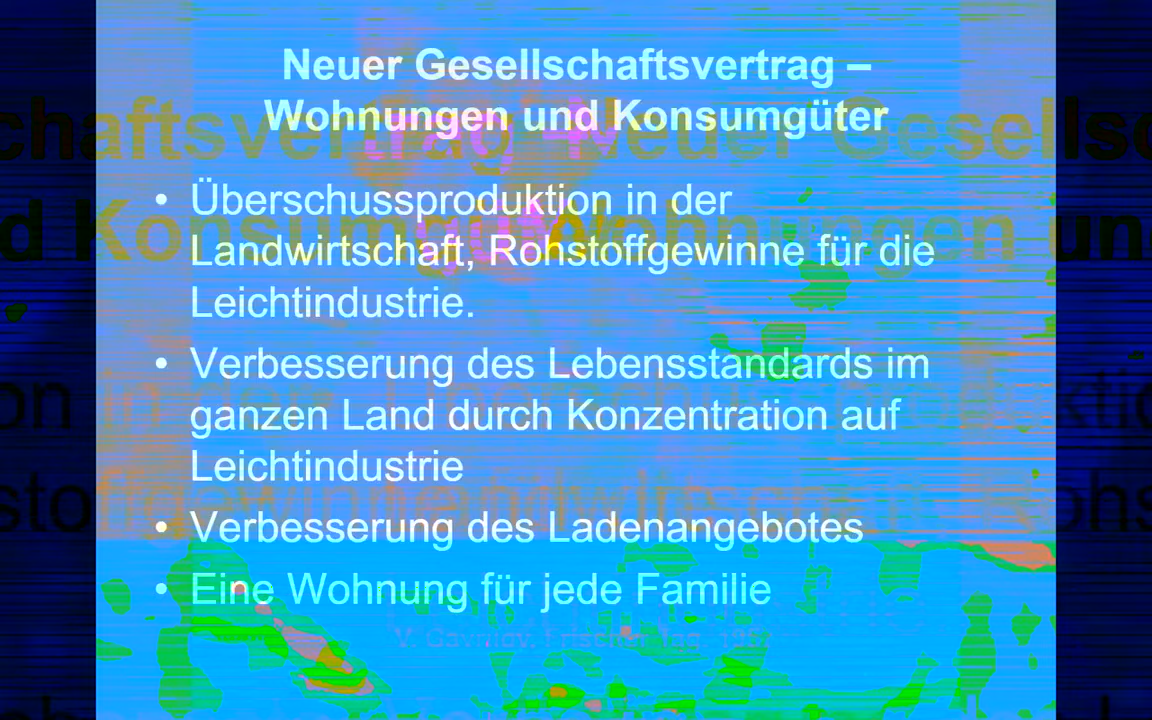 Neuer Gesellschaftsvertrag –
Wohnungen und Konsumgüter
• Überschussproduktion in der
Landwirtschaft, Rohstoffgewinne für die
Leichtindustrie.
• Verbesserung des Lebensstandards im
ganzen Land durch Konzentration auf
Leichtindustrie
• Verbesserung des Ladenangebotes
• Eine Wohnung für jede Familie